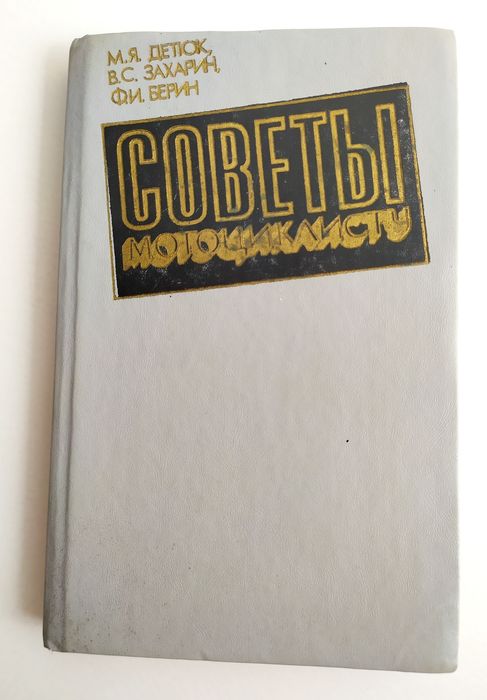 М.Я. ДЕТЮК,
В.С. ЗАХАРИН,
Ф.И. БЕРИН
СОВЕТЫ
МОТОЦИКЛИСТУ